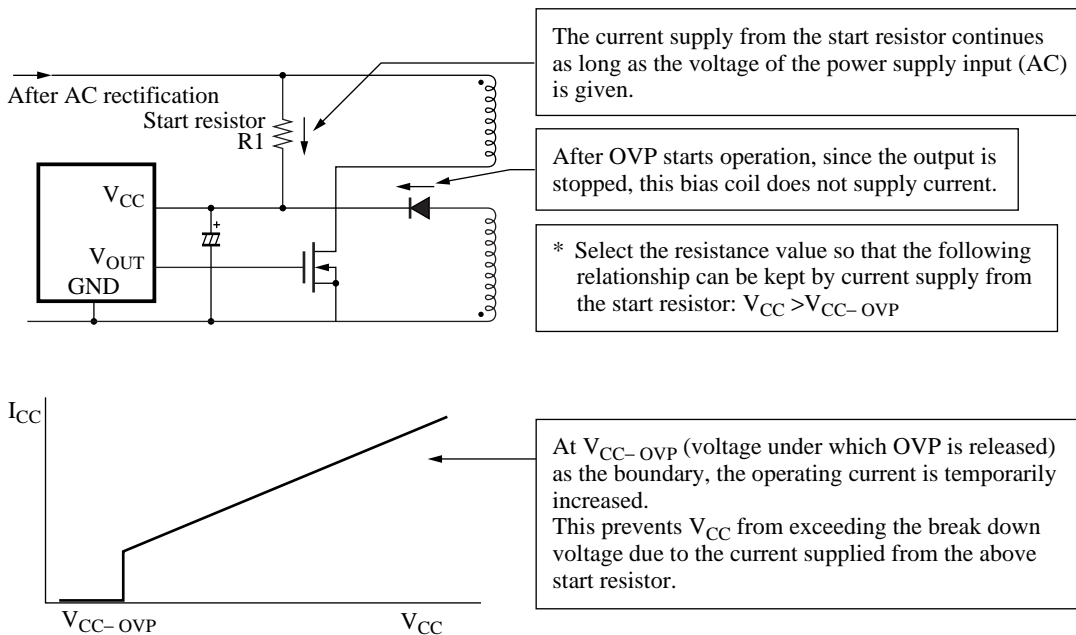 The current supply from the start resistor continues
as long as the voltage of the power supply input (AC)
is given.
After AC rectification
Start resistor
R1
After OVP starts operation, since the output is
stopped, this bias coil does not supply current.
VCC
+
VOUT
GND
* Select the resistance value so that the following
relationship can be kept by current supply from
the start resistor: VCC >VCC– OVP
ICC
At VCC– OVP (voltage under which OVP is released)
as the boundary, the operating current is temporarily
increased.
This prevents VCC from exceeding the break down
voltage due to the current supplied from the above
start resistor.
VCC– OVP
VCC